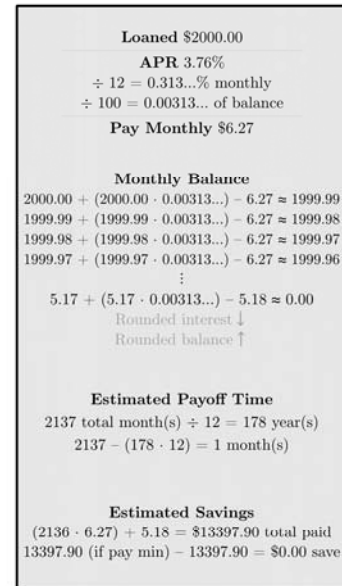 Loaned $2000.00
APR 3.76%
÷ 12 = 0.313...% monthly
÷ 100 = 0.00313... of balance
Pay Monthly $6.27
Monthly Balance
2000.00 + (2000.00 · 0.00313...) – 6.27 ≈ 1999.99
1999.99 + (1999.99 · 0.00313...) – 6.27 ≈ 1999.98
1999.98 + (1999.98 · 0.00313...) – 6.27 ≈ 1999.97
1999.97 + (1999.97 · 0.00313...) – 6.27 ≈ 1999.96
⋮
5.17 + (5.17 · 0.00313...) – 5.18 ≈ 0.00
Rounded interest ↓
Rounded balance ↑
Estimated Payoff Time
2137 total month(s) ÷ 12 = 178 year(s)
2137 – (178 · 12) = 1 month(s)
Estimated Savings
(2136 · 6.27) + 5.18 = $13397.90 total paid
13397.90 (if pay min) – 13397.90 = $0.00 save